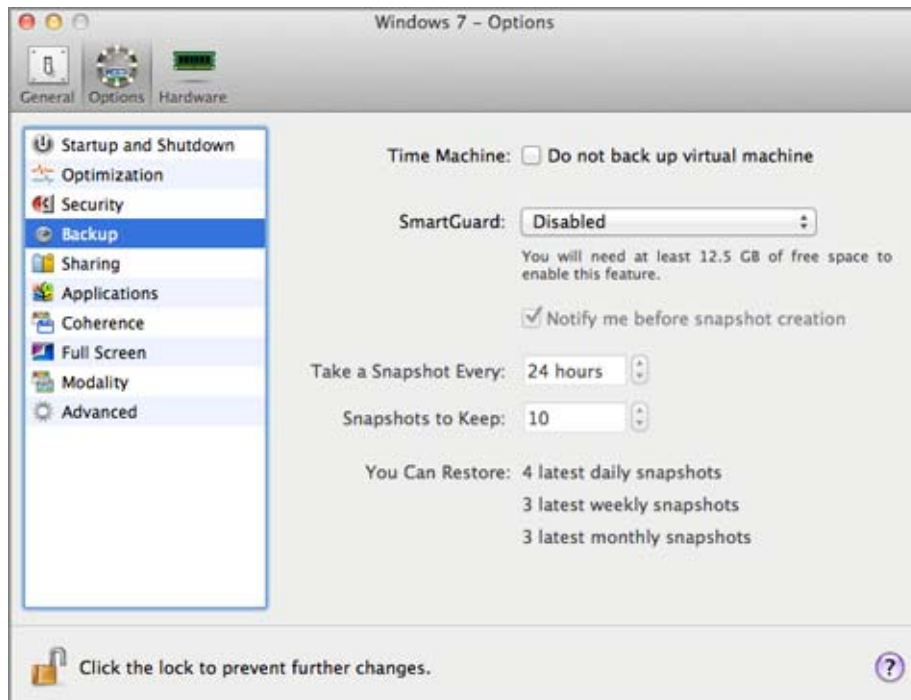 Windows 7 – Options
General Options Hardware
Startup and Shutdown
Optimization
Security
Backup
Sharing
Applications
Coherence
Full Screen
Modality
Advanced
Time Machine: Do not back up virtual machine
SmartGuard: Disabled
You will need at least 12.5 GB of free space to
enable this feature.
Notify me before snapshot creation
Take a Snapshot Every: 24 hours
Snapshots to Keep: 10
You Can Restore: 4 latest daily snapshots
3 latest weekly snapshots
3 latest monthly snapshots
Click the lock to prevent further changes.
?